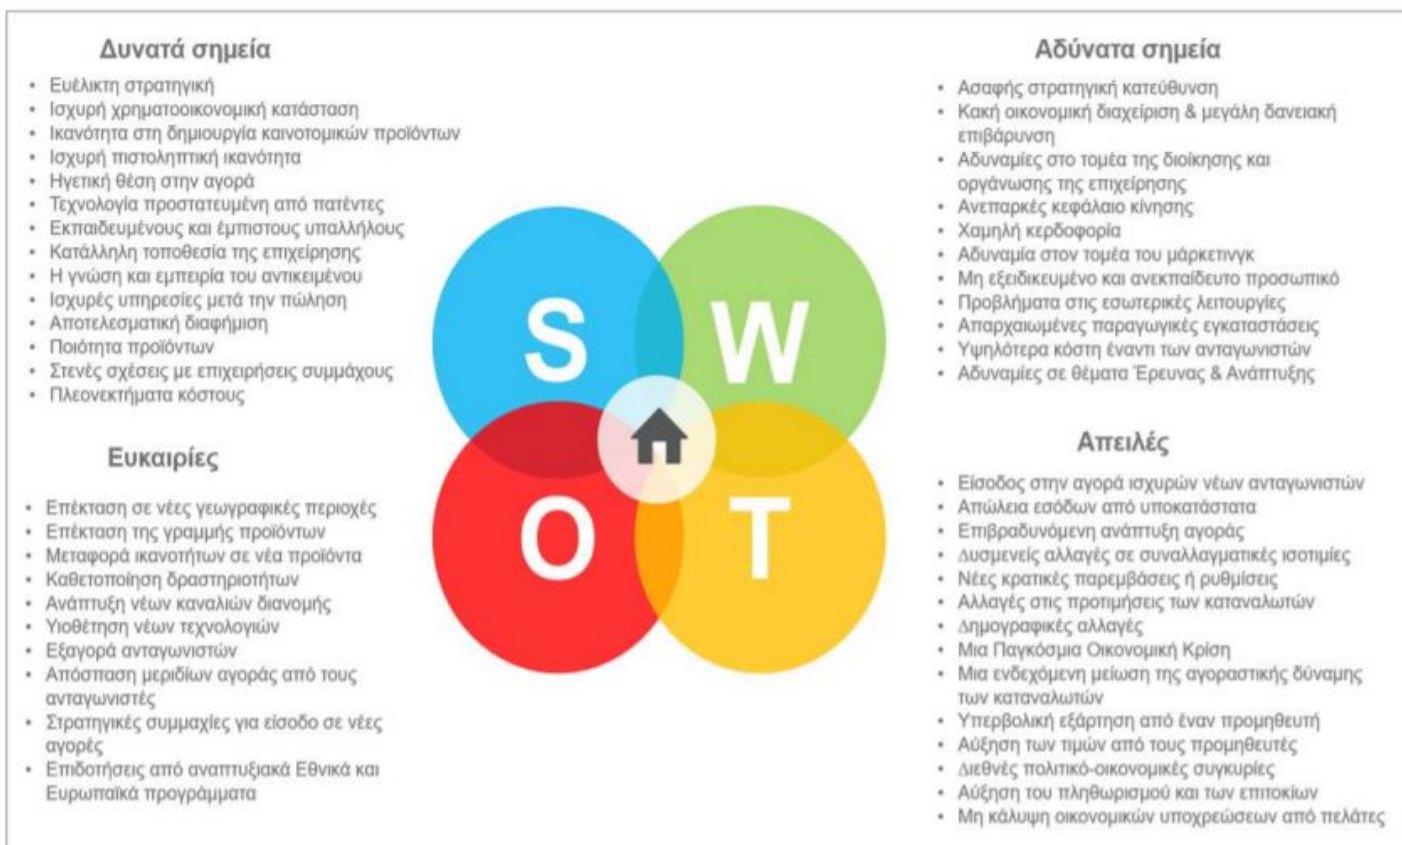 Δυνατά σημεία
• Ευέλικτη στρατηγική
• Ισχυρή χρηματοοικονομική κατάσταση
• Ικανότητα στη δημιουργία καινοτομικών προϊόντων
• Ισχυρή πιστοληπτική ικανότητα
• Ηγετική θέση στην αγορά
• Τεχνολογία προστατευμένη από πατέντες
• Εκπαιδευμένους και έμπιστους υπαλλήλους
• Κατάλληλη τοποθεσία της επιχείρησης
• Η γνώση και εμπειρία του αντικειμένου
• Ισχυρές υπηρεσίες μετά την πώληση
• Αποτελεσματική διαφήμιση
• Ποιότητα προϊόντων
• Στενές σχέσεις με επιχειρήσεις συμμάχους
• Πλεονεκτήματα κόστους
Αδύνατα σημεία
• Ασαφής στρατηγική κατεύθυνση
• Κακή οικονομική διαχείριση & μεγάλη δανειακή
επιβάρυνση
• Αδυναμίες στο τομέα της διοίκησης και
οργάνωσης της επιχείρησης
• Ανεπαρκές κεφάλαιο κίνησης
• Χαμηλή κερδοφορία
• Αδυναμία στον τομέα του μάρκετινγκ
• Μη εξειδικευμένο και ανεκπαίδευτο προσωπικό
• Προβλήματα στις εσωτερικές λειτουργίες
• Απαρχαιωμένες παραγωγικές εγκαταστάσεις
• Υψηλότερα κόστη έναντι των ανταγωνιστών
• Αδυναμίες σε θέματα Έρευνας & Ανάπτυξης
S W
O T
Ευκαιρίες
• Επέκταση σε νέες γεωγραφικές περιοχές
• Επέκταση της γραμμής προϊόντων
• Μεταφορά ικανοτήτων σε νέα προϊόντα
• Καθετοποίηση δραστηριοτήτων
• Ανάπτυξη νέων καναλιών διανομής
• Υιοθέτηση νέων τεχνολογιών
• Εξαγορά ανταγωνιστών
• Απόσπαση μεριδίων αγοράς από τους
ανταγωνιστές
• Στρατηγικές συμμαχίες για είσοδο σε νέες
αγορές
• Επιδοτήσεις από αναπτυξιακά Εθνικά και
Ευρωπαϊκά προγράμματα
Απειλές
• Είσοδος στην αγορά ισχυρών νέων ανταγωνιστών
• Απώλεια εσόδων από υποκατάστατα
• Επιβραδυνόμενη ανάπτυξη αγοράς
• Δυσμενείς αλλαγές σε συναλλαγματικές ισοτιμίες
• Νέες κρατικές παρεμβάσεις ή ρυθμίσεις
• Αλλαγές στις προτιμήσεις των καταναλωτών
• Δημογραφικές αλλαγές
• Μια Παγκόσμια Οικονομική Κρίση
• Μια ενδεχόμενη μείωση της αγοραστικής δύναμης
των καταναλωτών
• Υπερβολική εξάρτηση από έναν προμηθευτή
• Αύξηση των τιμών από τους προμηθευτές
• Διεθνές πολιτικό-οικονομικές συγκυρίες
• Αύξηση του πληθωρισμού και των επιτοκίων
• Μη κάλυψη οικονομικών υποχρεώσεων από πελάτες